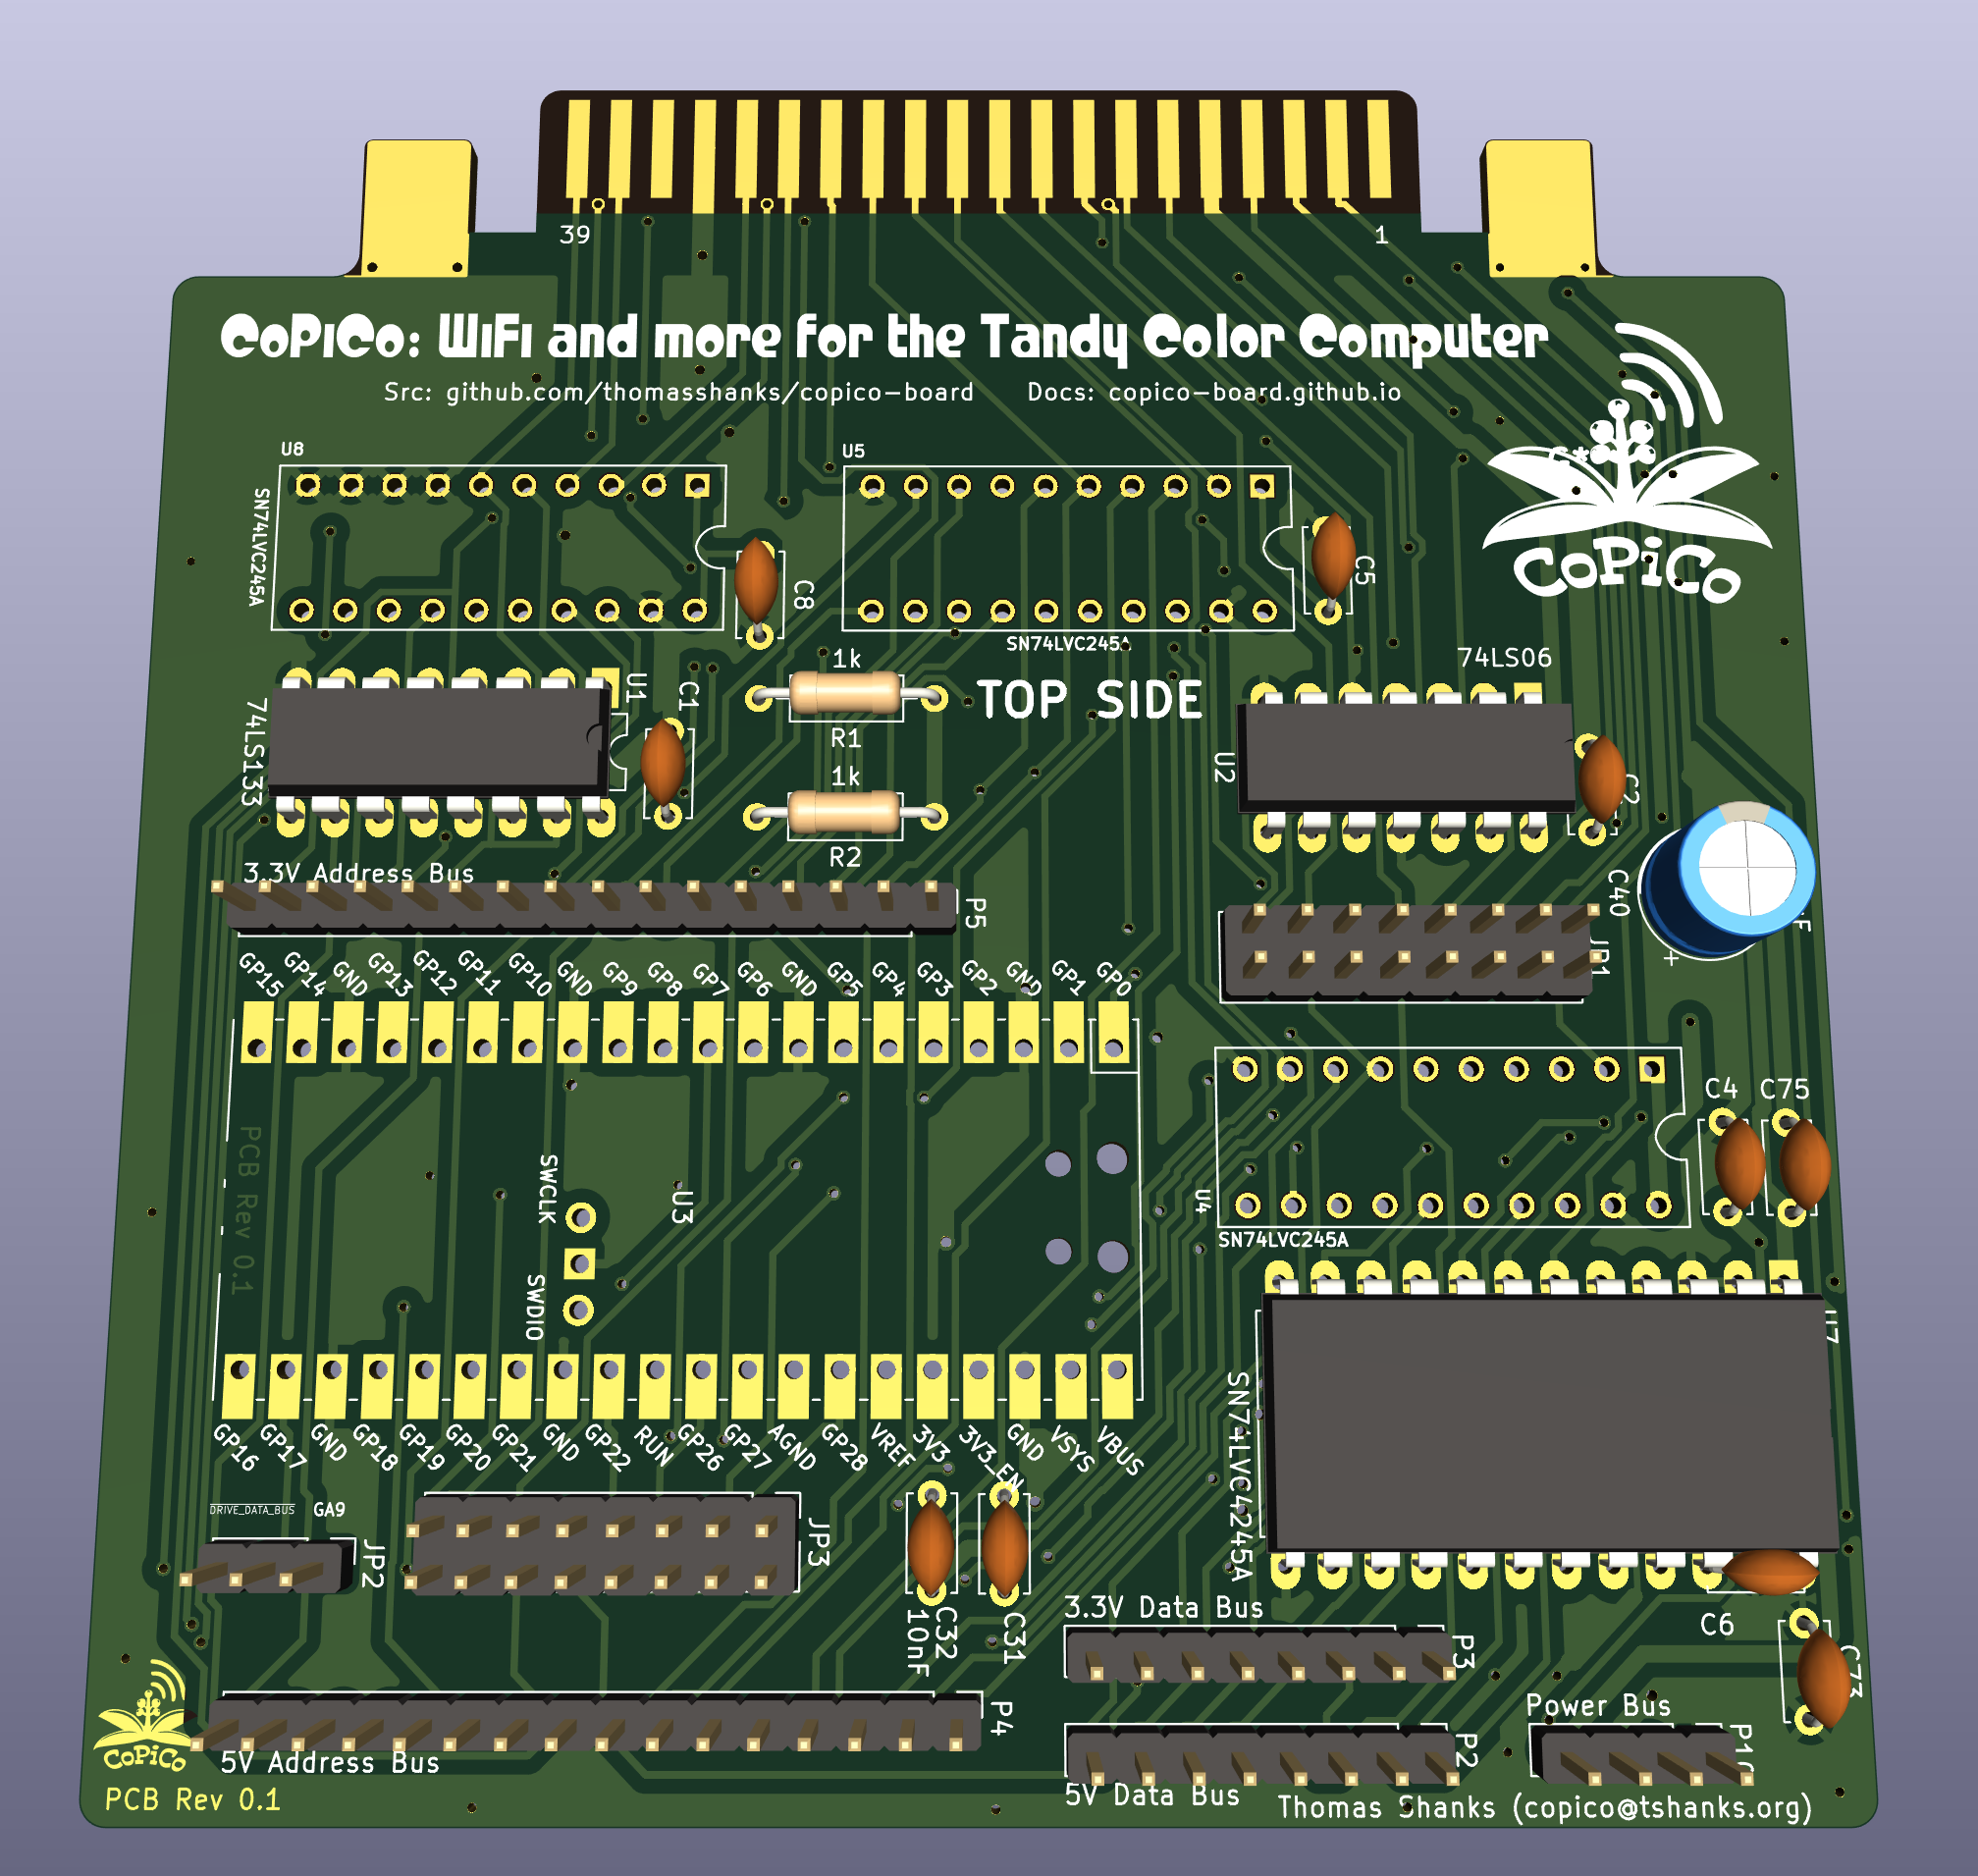 39
1
CoPiCo: WiFi and more for the Tandy Color Computer
Src: github.com/thomasshanks/copico-board
Docs: copico-board.github.io
CoPiCo
U8
SN74LVC245A
U5
SN74LVC245A
C8
C5
74LS06
74LS133
U1
C1
1k
R1
1k
R2
TOP SIDE
U2
C2
C40
3.3V Address Bus
P5
JP1
+
GP15
GP14
GND
GP13
GP12
GP11
GP10
GND
GP9
GP8
GP7
GP6
GND
GP5
GP4
GP3
GP2
GND
GP1
GP0
PCB Rev 0.1
SWCLK
SWDIO
U3
U4
SN74LVC245A
C4
C75
U7
SN74LVC4245A
GP16
GP17
GND
GP18
GP19
GP20
GP21
GND
GP22
RUN
GP26
GP27
AGND
GP28
VREF
3V3
3V3_EN
GND
VSYS
VBUS
DRIVE_DATA_BUS
GA9
JP2
JP3
C32
10nF
C31
C6
C73
3.3V Data Bus
P3
P4
5V Address Bus
P2
5V Data Bus
Power Bus
CoPiCo
PCB Rev 0.1
Thomas Shanks (copico@tshanks.org)